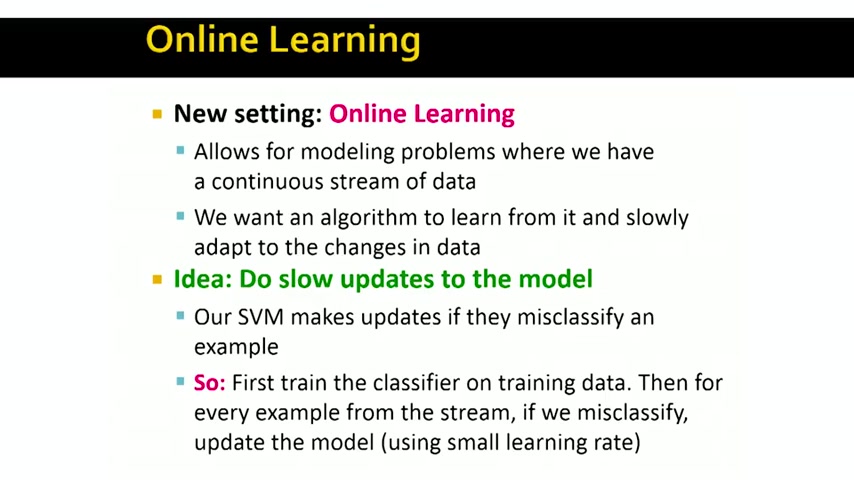 Online Learning
New setting: Online Learning
Allows for modeling problems where we have
a continuous stream of data
We want an algorithm to learn from it and slowly
adapt to the changes in data
Idea: Do slow updates to the model
Our SVM makes updates if they misclassify an
example
So: First train the classifier on training data. Then for
every example from the stream, if we misclassify,
update the model (using small learning rate)